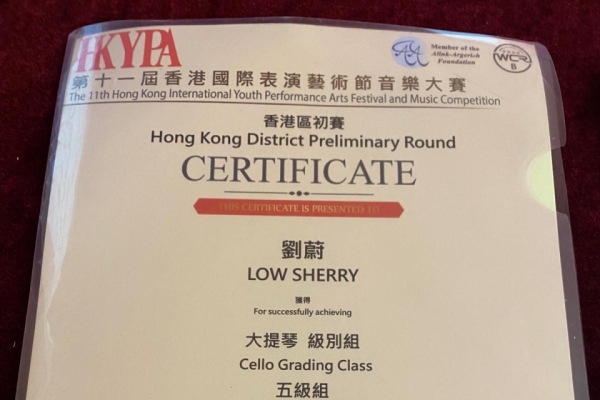 HKYPA
Member of the
Alink-Argerich
Foundation
WCR
B
第十一屆香港國際表演藝術節音樂大賽
The 11th Hong Kong International Youth Performance Arts Festival and Music Competition
香港區初賽
Hong Kong District Preliminary Round
CERTIFICATE
THIS CERTIFICATE IS PRESENTED TO
劉蔚
LOW SHERRY
獲得
For successfully achieving
大提琴 級別組
Cello Grading Class
五級組